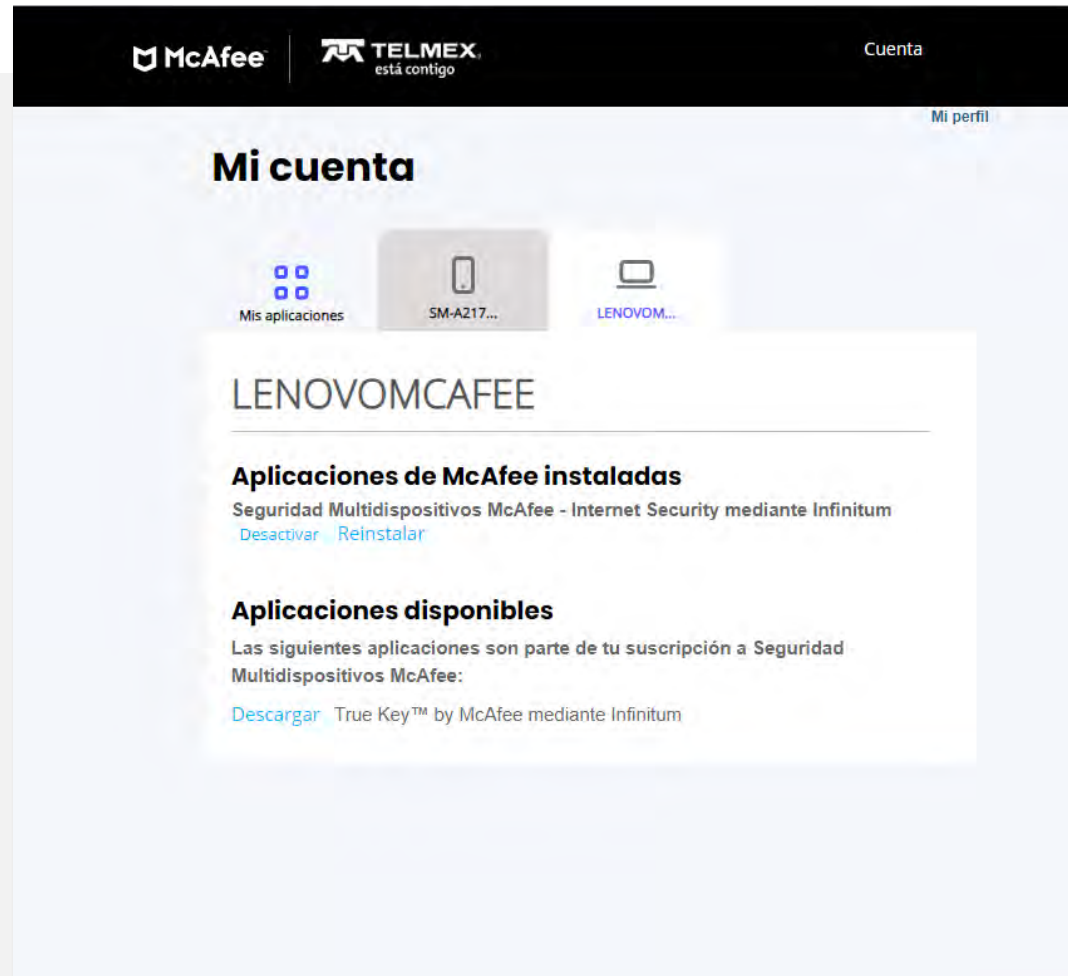 McAfee
TELMEX
está contigo
Cuenta
Mi perfil
Mi cuenta
Mis aplicaciones
SM-A217...
LENOVOM...
LENOVOMCAFEE
Aplicaciones de McAfee instaladas
Seguridad Multidispositivos McAfee - Internet Security mediante Infinitum
Desactivar Reinstalar
Aplicaciones disponibles
Las siguientes aplicaciones son parte de tu suscripción a Seguridad
Multidispositivos McAfee:
Descargar True Key™ by McAfee mediante Infinitum